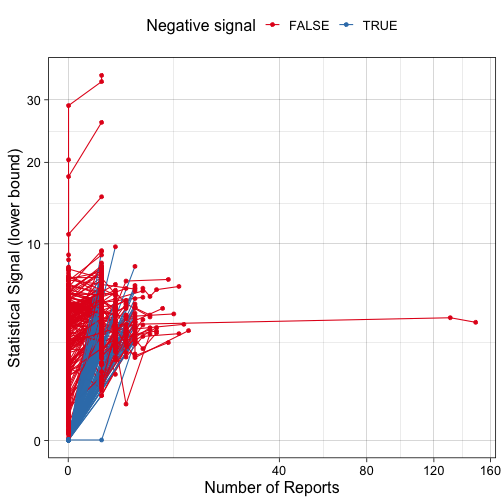 Negative signal FALSE TRUE
Statistical Signal (lower bound)
30
20
10
0
0 40 80 120 160
Number of Reports